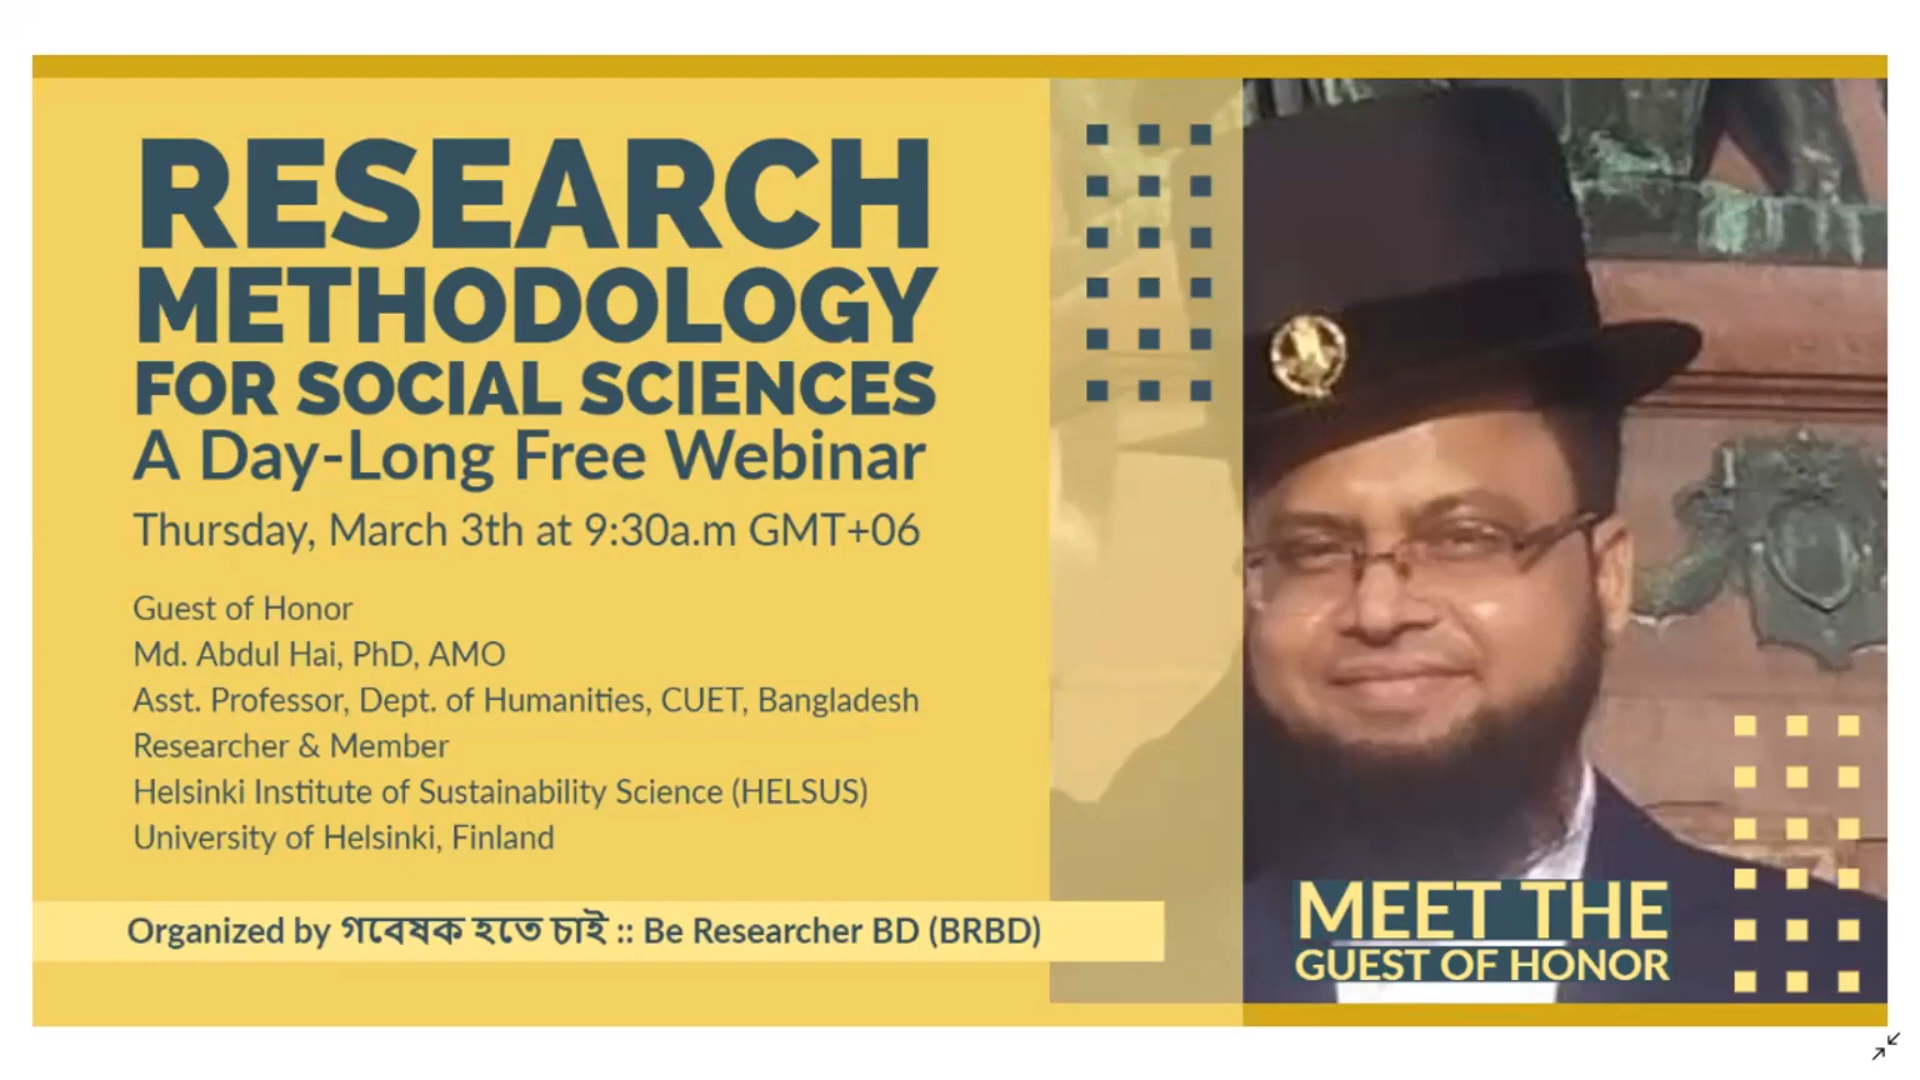 RESEARCH
METHODOLOGY
FOR SOCIAL SCIENCES
A Day-Long Free Webinar
Thursday, March 3th at 9:30a.m GMT+06
Guest of Honor
Md. Abdul Hai, PhD, AMO
Asst. Professor, Dept. of Humanities, CUET, Bangladesh
Researcher & Member
Helsinki Institute of Sustainability Science (HELSUS)
University of Helsinki, Finland
Organized by গবেষক হতে চাই :: Be Researcher BD (BRBD)
MEET THE
GUEST OF HONOR